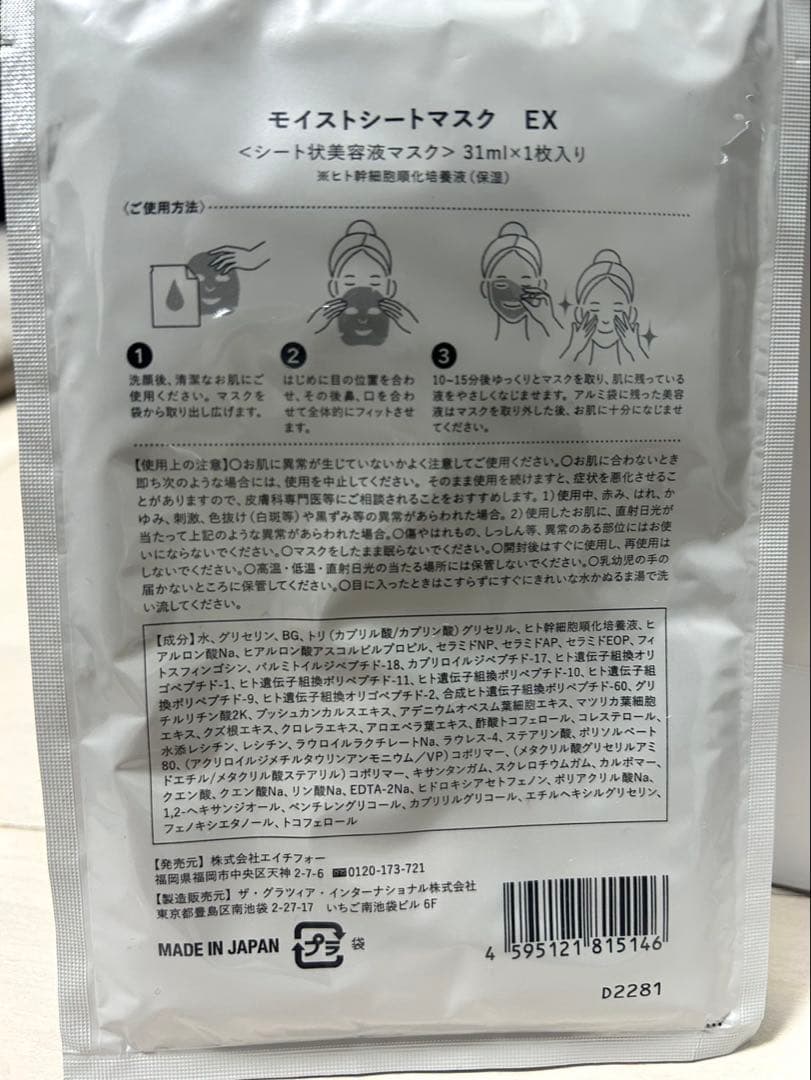 モイストシートマスク　EX
＜シート状美容液マスク＞ 31ml×1枚入り
※ヒト幹細胞順化培養液（保湿）
〈ご使用方法〉
1
洗顔後、清潔なお肌にご
使用ください。マスクを
袋から取り出し広げます。
2
はじめに目の位置を合わ
せ、その後鼻、口を合わ
せて全体的にフィットさせ
ます。
3
10~15分後ゆっくりとマスクを取り、肌に残っている
液をやさしくなじませます。アルミ袋に残った美容
液はマスクを取り外した後、お肌に十分になじませ
てください。
【使用上の注意】〇お肌に異常が生じていないかよく注意してご使用ください。〇お肌に合わないとき
即ち次のような場合には、使用を中止してください。そのまま使用を続けますと、症状を悪化させるこ
とがありますので、皮膚科専門医等にご相談されることをおすすめします。1）使用中、赤み、はれ、か
ゆみ、刺激、色抜け（白斑等）や黒ずみ等の異常があらわれた場合。2）使用したお肌に、直射日光が
当たって上記のような異常があらわれた場合。〇傷やはれもの、しっしん等、異常のある部位にはお使
いにならないでください。〇マスクをしたまま眠らないでください。〇開封後はすぐに使用し、再使用は
しないでください。〇高温・低温・直射日光の当たる場所には保管しないでください。〇乳幼児の手の
届かないところに保管してください。〇目に入ったときはこすらずにすぐにきれいな水かぬるま湯で洗
い流してください。
【成分】水、グリセリン、BG、トリ（カプリル酸/カプリン酸）グリセリル、ヒト幹細胞順化培養液、ヒ
アルロン酸Na、ヒアルロン酸アスコルビルプロピル、セラミドNP、セラミドAP、セラミドEOP、フィ
トスフィンゴシン、パルミトイルジペプチド-18、カプリロイルジペプチド-17、ヒト遺伝子組換オリ
ゴペプチド-1、ヒト遺伝子組換ポリペプチド-11、ヒト遺伝子組換ポリペプチド-10、ヒト遺伝子組
換ポリペプチド-9、ヒト遺伝子組換オリゴペプチド-2、合成ヒト遺伝子組換ポリペプチド-60、グリ
チルリチン酸2K、ブッシュカンカルスエキス、アデニウムオベスム葉細胞エキス、マツリカ葉細胞
エキス、クズ根エキス、クロレラエキス、アロエベラ葉エキス、酢酸トコフェロール、コレステロール、
水添レシチン、レシチン、ラウロイルラクチレートNa、ラウレス-4、ステアリン酸、ポリソルベート
80、（アクリロイルジメチルタウリンアンモニウム／VP）コポリマー、（メタクリル酸グリセリルアミ
ドエチル/メタクリル酸ステアリル）コポリマー、キサンタンガム、スクレロチウムガム、カルボマー、
クエン酸、クエン酸Na、リン酸Na、EDTA-2Na、ヒドロキシアセトフェノン、ポリアクリル酸Na、
1,2-ヘキサンジオール、ペンチレングリコール、カプリリルグリコール、エチルヘキシルグリセリン、
フェノキシエタノール、トコフェロール
【発売元】株式会社エイチフォー
福岡県福岡市中央区天神 2-7-6 0120-173-721
【製造販売元】ザ・グラツィア・インターナショナル株式会社
東京都豊島区南池袋 2-27-17　いちご南池袋ビル 6F
MADE IN JAPAN プラ 袋
4 595121 815146
D2281